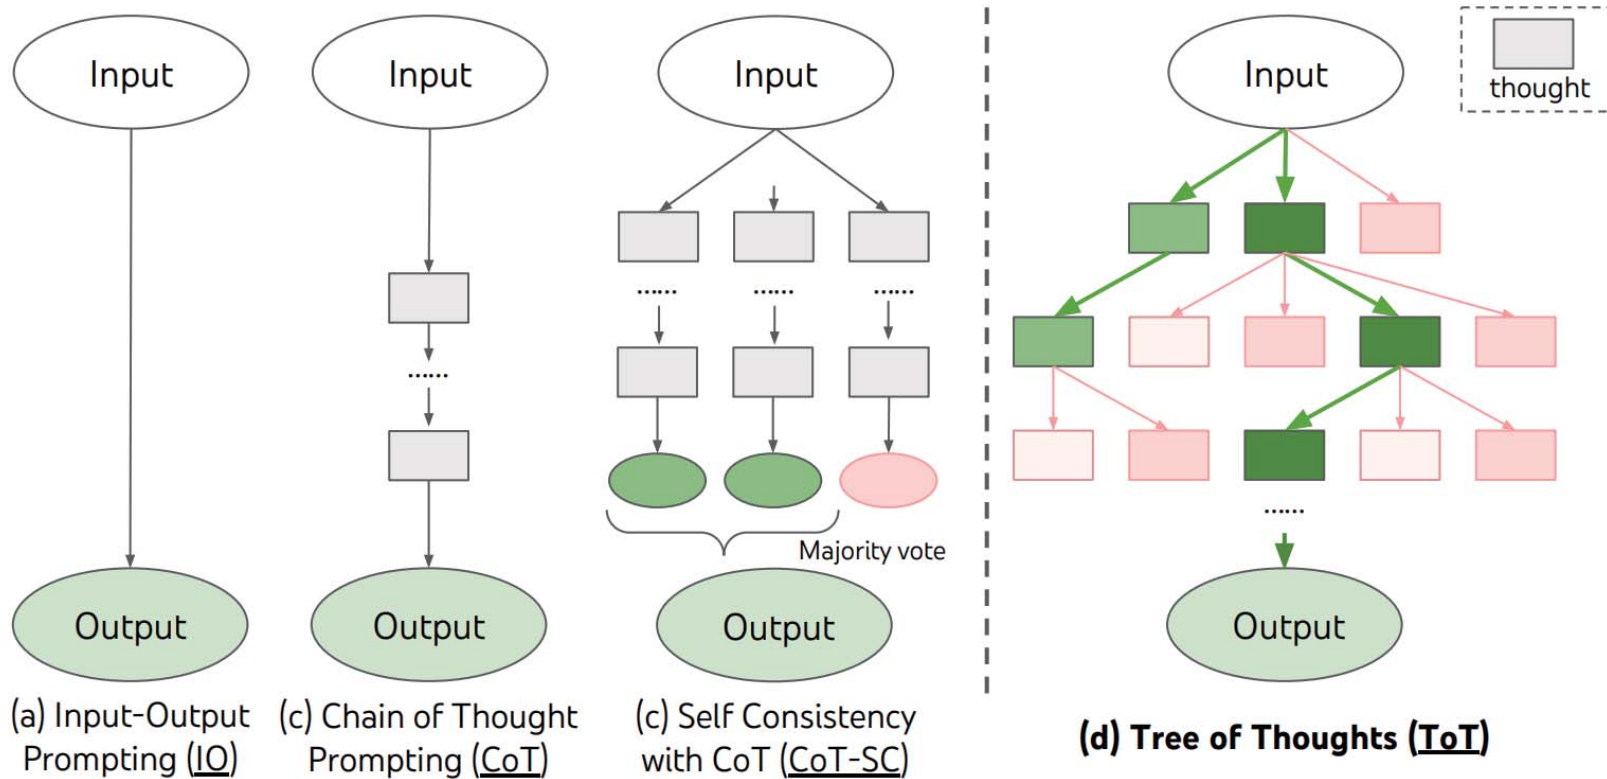 Input
Output
(a) Input-Output
Prompting (IO)
Input
......
Output
(c) Chain of Thought
Prompting (CoT)
Input
......
......
......
Majority vote
Output
(c) Self Consistency
with CoT (CoT-SC)
Input
......
Output
(d) Tree of Thoughts (ToT)
thought